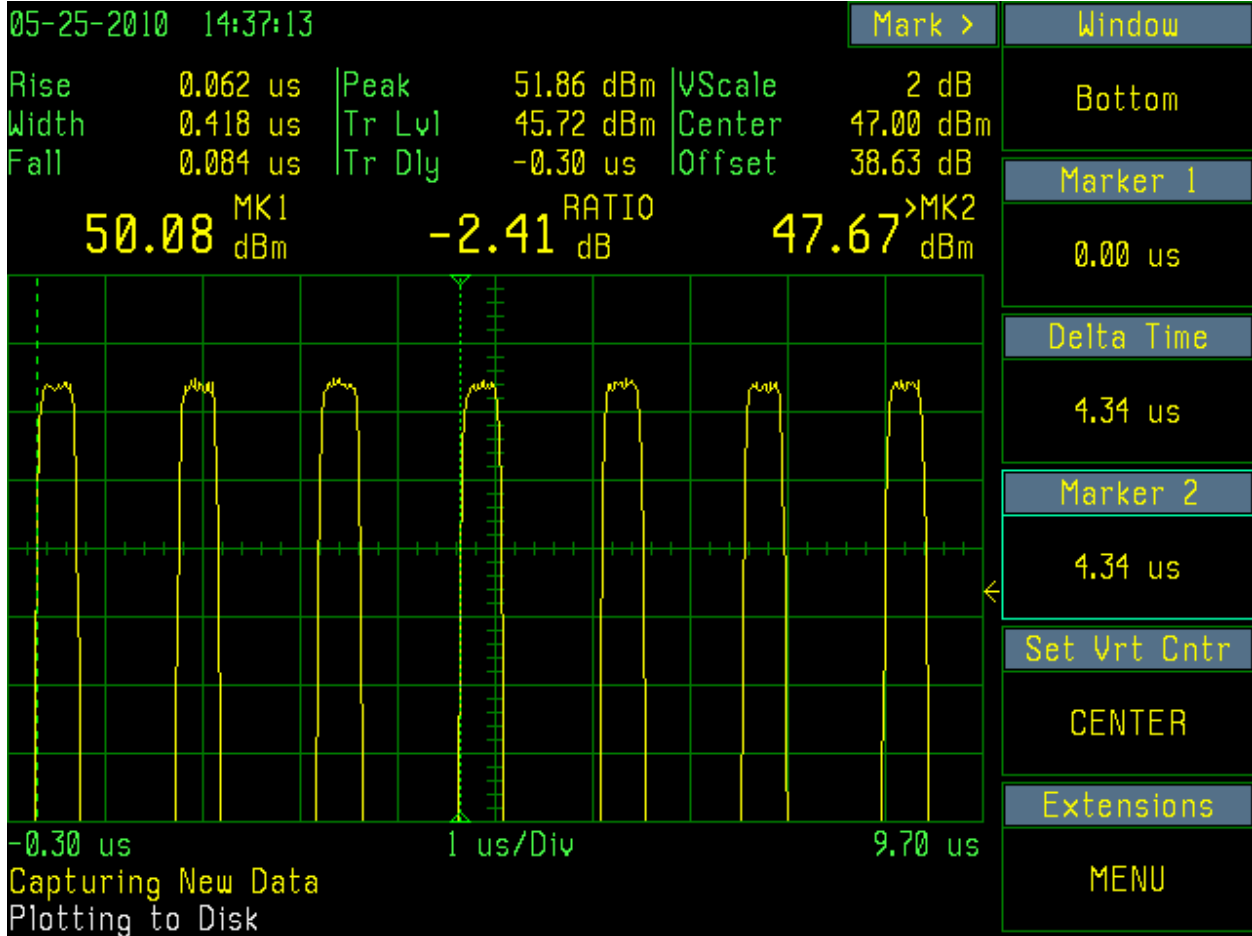 05-25-2010 14:37:13 Mark > Window
Rise 0.062 us Peak 51.86 dBm VScale 2 dB
Bottom
Width 0.418 us Tr Lvl 45.72 dBm Center 47.00 dBm
Fall 0.084 us Tr Dly -0.30 us Offset 38.63 dB
Marker 1
50.08 MK1 dBm -2.41 RATIO dB 47.67 >MK2 dBm
0.00 us
Delta Time
4.34 us
Marker 2
4.34 us
Set Vrt Cntr
CENTER
Extensions
-0.30 us 1 us/Div 9.70 us
Capturing New Data
MENU
Plotting to Disk